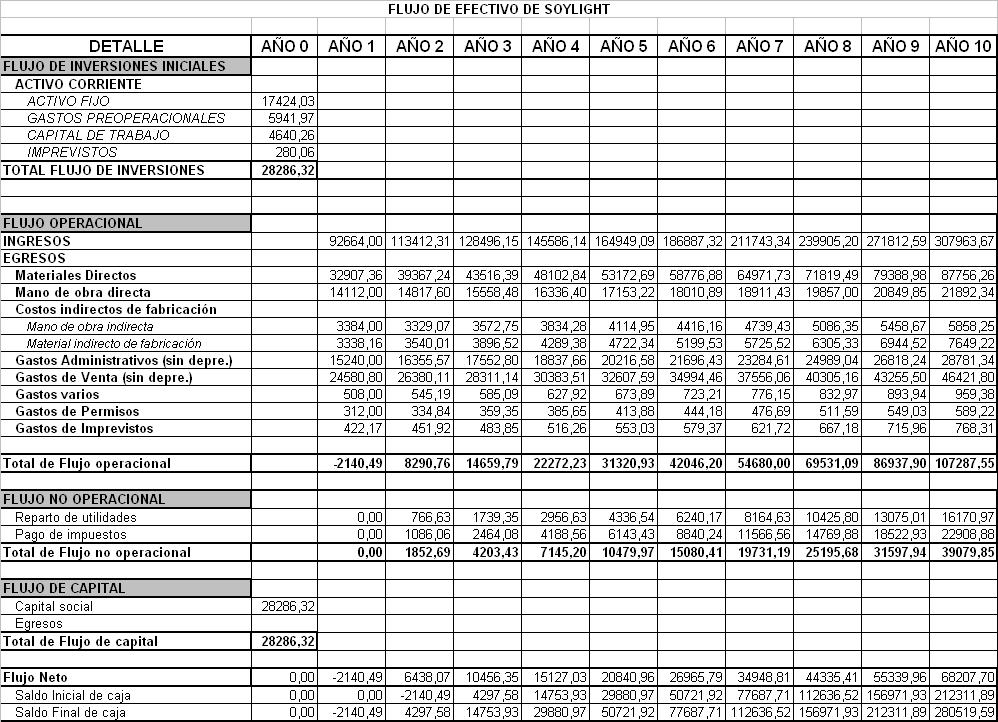 FLUJO DE EFECTIVO DE SOYLIGHT
DETALLE AÑO 0 AÑO 1 AÑO 2 AÑO 3 AÑO 4 AÑO 5 AÑO 6 AÑO 7 AÑO 8 AÑO 9 AÑO 10
FLUJO DE INVERSIONES INICIALES
ACTIVO CORRIENTE
ACTIVO FIJO 17424,03
GASTOS PREOPERACIONALES 5941,97
CAPITAL DE TRABAJO 4640,26
IMPREVISTOS 280,06
TOTAL FLUJO DE INVERSIONES 28286,32
FLUJO OPERACIONAL
INGRESOS 92664,00 113412,31 128496,15 145586,14 164949,09 186887,32 211743,34 239905,20 271812,59 307963,67
EGRESOS
Materiales Directos 32907,36 39367,24 43516,39 48102,84 53172,69 58776,88 64971,73 71819,49 79388,98 87756,26
Mano de obra directa 14112,00 14817,60 15558,48 16336,40 17153,22 18010,89 18911,43 19857,00 20849,85 21892,34
Costos indirectos de fabricación
Mano de obra indirecta 3384,00 3329,07 3572,75 3834,28 4114,95 4416,16 4739,43 5086,35 5458,67 5858,25
Material indirecto de fabricación 3338,16 3540,01 3896,52 4289,38 4722,34 5199,53 5725,52 6305,33 6944,52 7649,22
Gastos Administrativos (sin depre.) 15240,00 16355,57 17552,80 18837,66 20216,58 21696,43 23284,61 24989,04 26818,24 28781,34
Gastos de Venta (sin depre.) 24580,80 26380,11 28311,14 30383,51 32607,59 34994,46 37556,06 40305,16 43255,50 46421,80
Gastos varios 508,00 545,19 585,09 627,92 673,89 723,21 776,15 832,97 893,94 959,38
Gastos de Permisos 312,00 334,84 359,35 385,65 413,88 444,18 476,69 511,59 549,03 589,22
Gastos de Imprevistos 422,17 451,92 483,85 516,26 553,03 579,37 621,72 667,18 715,96 768,31
Total de Flujo operacional -2140,49 8290,76 14659,79 22272,23 31320,93 42046,20 54680,00 69531,09 86937,90 107287,55
FLUJO NO OPERACIONAL
Reparto de utilidades 0,00 766,63 1739,35 2956,63 4336,54 6240,17 8164,63 10425,80 13075,01 16170,97
Pago de impuestos 0,00 1086,06 2464,08 4188,56 6143,43 8840,24 11566,56 14769,88 18522,93 22908,88
Total de Flujo no operacional 0,00 1852,69 4203,43 7145,20 10479,97 15080,41 19731,19 25195,68 31597,94 39079,85
FLUJO DE CAPITAL
Capital social 28286,32
Egresos
Total de Flujo de capital 28286,32
Flujo Neto 0,00 -2140,49 6438,07 10456,35 15127,03 20840,96 26965,79 34948,81 44335,41 55339,96 68207,70
Saldo Inicial de caja 0,00 0,00 -2140,49 4297,58 14753,93 29880,97 50721,92 77687,71 112636,52 156971,93 212311,89
Saldo Final de caja 0,00 -2140,49 4297,58 14753,93 29880,97 50721,92 77687,71 112636,52 156971,93 212311,89 280519,59